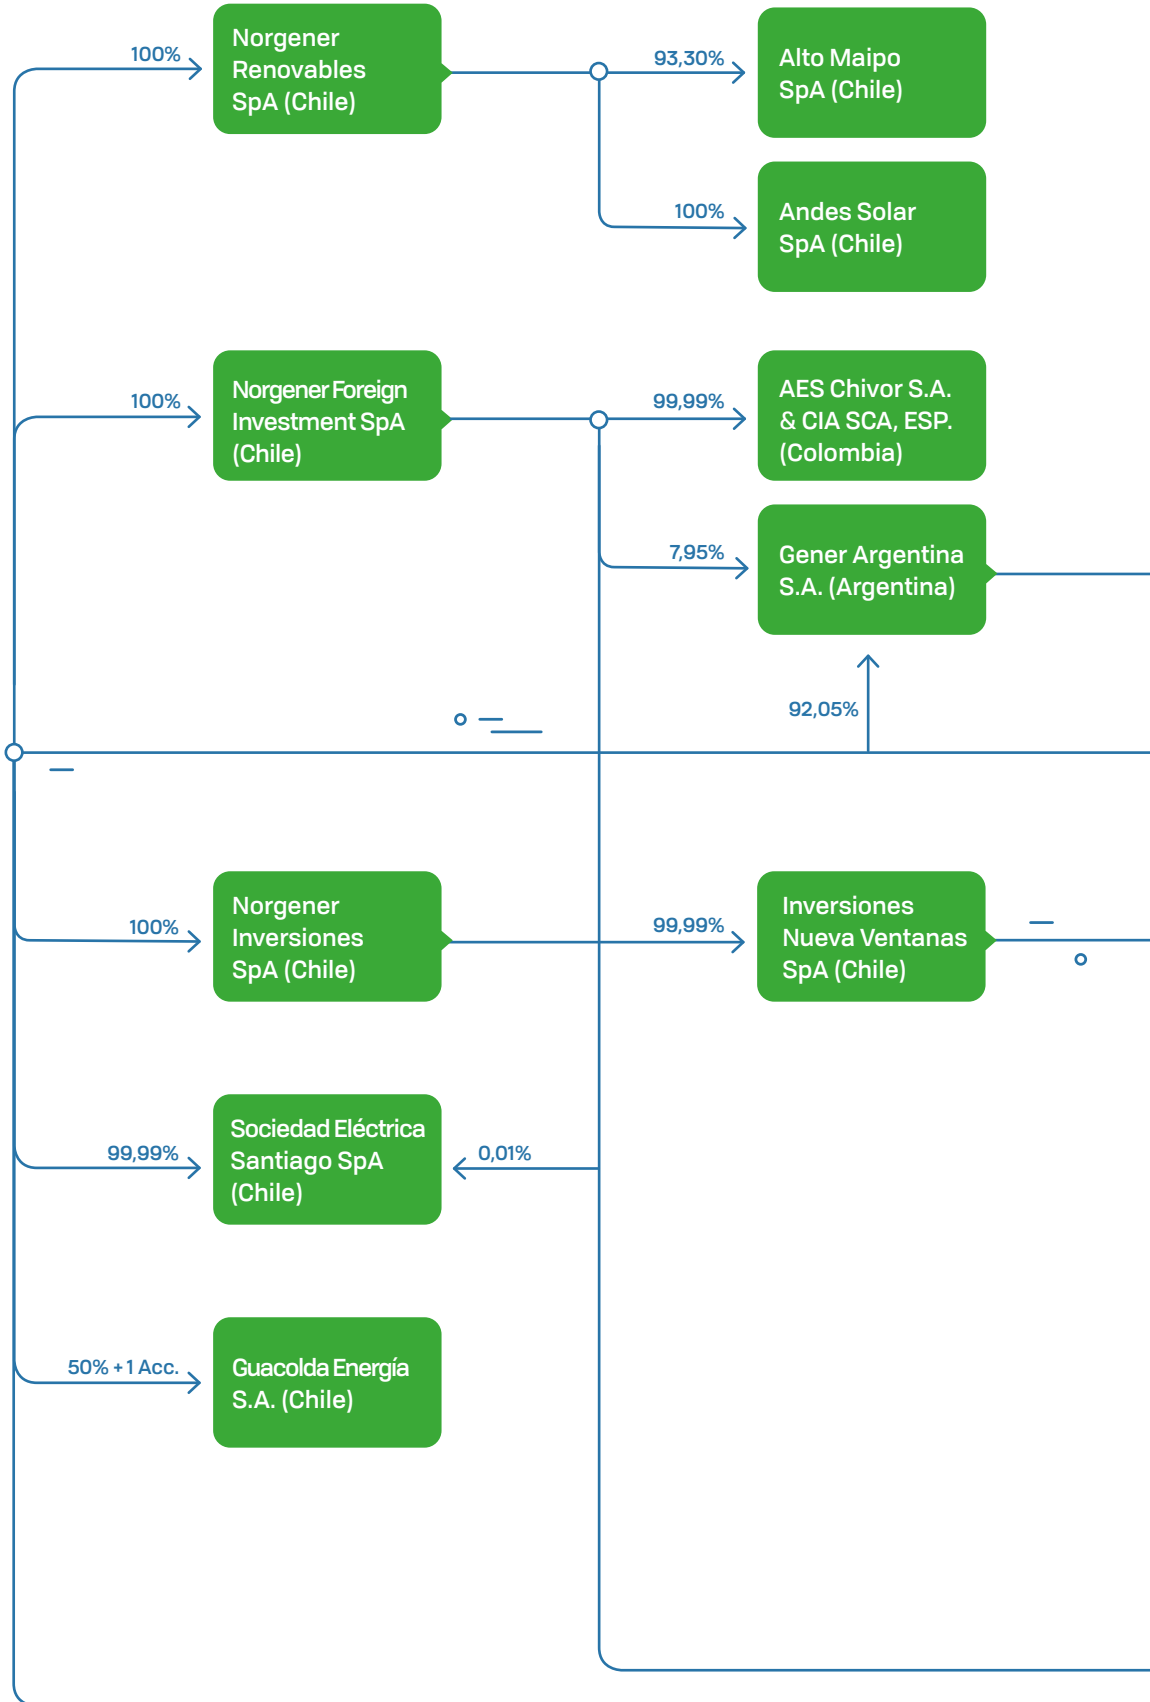 100%
Norgener
Renovables
SpA (Chile)
93,30%
Alto Maipo
SpA (Chile)
100%
Andes Solar
SpA (Chile)
100%
Norgener Foreign
Investment SpA
(Chile)
99,99%
AES Chivor S.A.
& CIA SCA, ESP.
(Colombia)
7,95%
Gener Argentina
S.A. (Argentina)
92,05%
100%
Norgener
Inversiones
SpA (Chile)
99,99%
Inversiones
Nueva Ventanas
SpA (Chile)
99,99%
Sociedad Eléctrica
Santiago SpA
(Chile)
0,01%
50% + 1 Acc.
Guacolda Energía
S.A. (Chile)